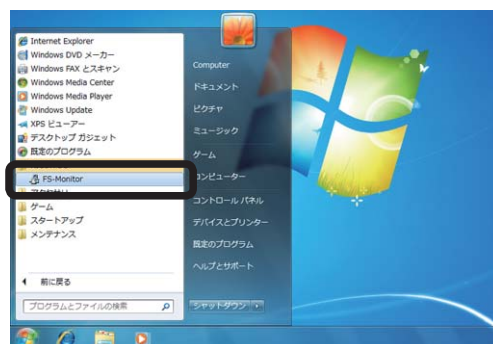 Internet Explorer
Windows DVD メーカー
Windows FAX とスキャン
Windows Media Center
Windows Media Player
Windows Update
XPS ビューアー
デスクトップ ガジェット
既定のプログラム
FS-Monitor
ゲーム
スタートアップ
メンテナンス
前に戻る
プログラムとファイルの検索
Computer
ドキュメント
ピクチャ
ミュージック
ゲーム
コンピューター
コントロール パネル
デバイスとプリンター
既定のプログラム
ヘルプとサポート
シャットダウン